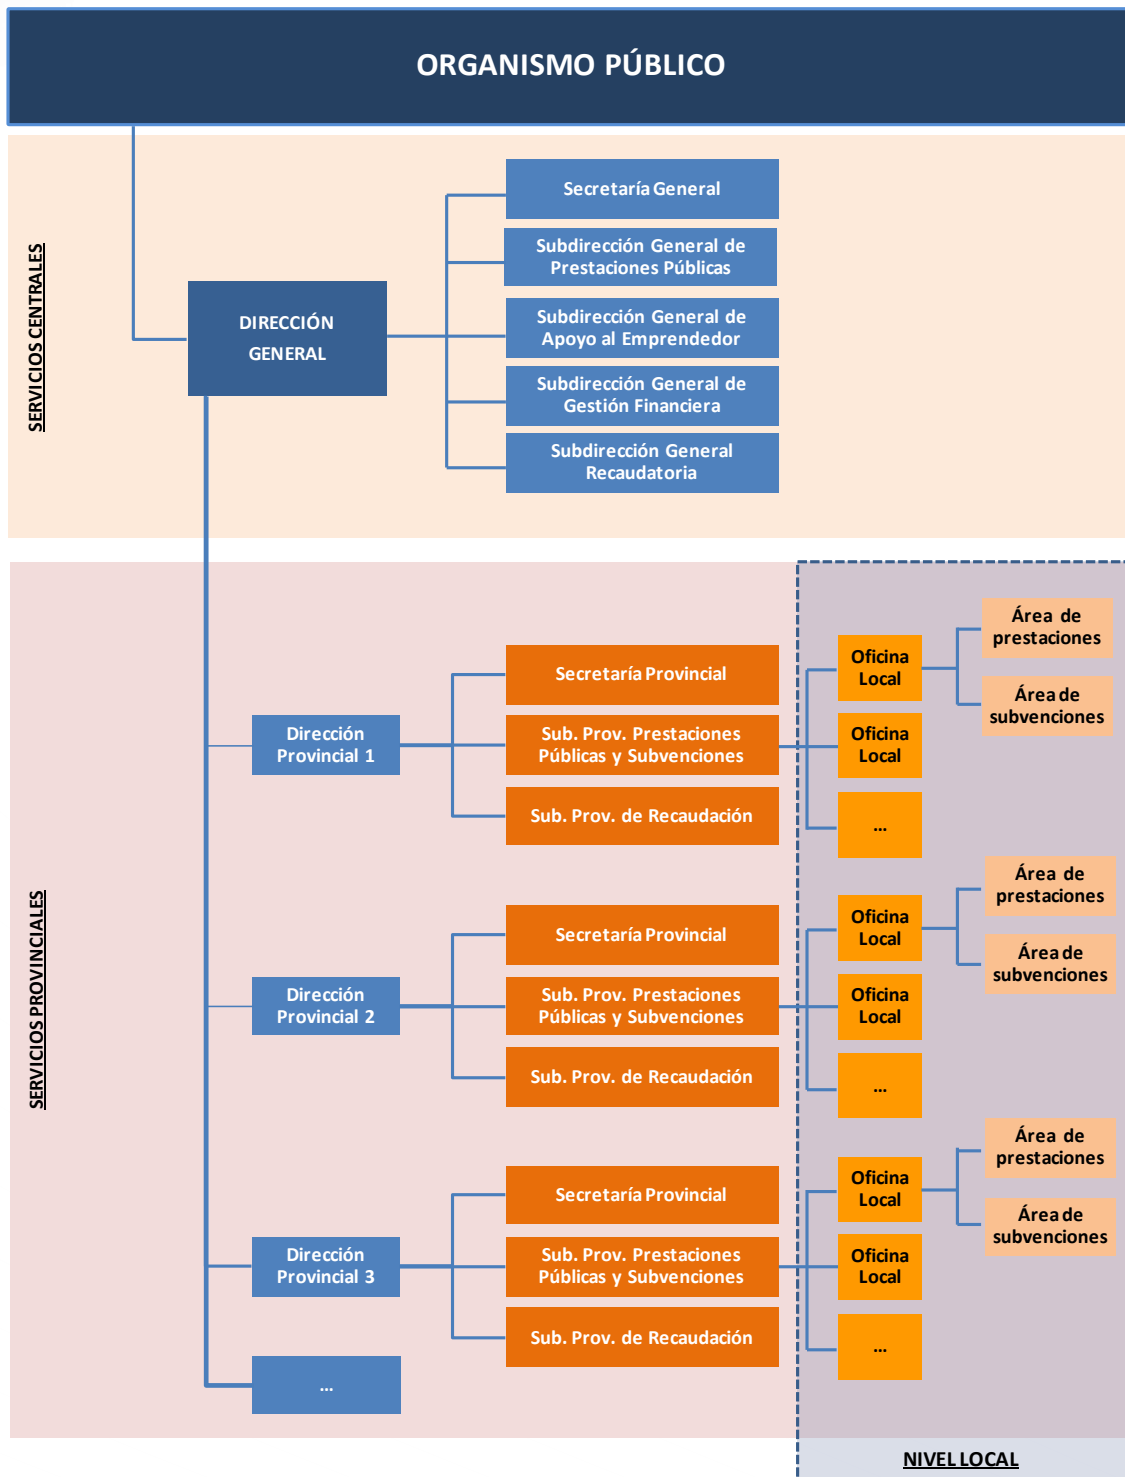 ORGANISMO PÚBLICO
SERVICIOS CENTRALES
DIRECCIÓN
GENERAL
Secretaría General
Subdirección General de
Prestaciones Públicas
Subdirección General de
Apoyo al Emprendedor
Subdirección General de
Gestión Financiera
Subdirección General
Recaudatoria
SERVICIOS PROVINCIALES
Dirección
Provincial 1
Secretaría Provincial
Sub. Prov. Prestaciones
Públicas y Subvenciones
Sub. Prov. de Recaudación
Oficina
Local
Oficina
Local
...
Área de
prestaciones
Área de
subvenciones
Dirección
Provincial 2
Secretaría Provincial
Sub. Prov. Prestaciones
Públicas y Subvenciones
Sub. Prov. de Recaudación
Oficina
Local
Oficina
Local
...
Área de
prestaciones
Área de
subvenciones
Dirección
Provincial 3
Secretaría Provincial
Sub. Prov. Prestaciones
Públicas y Subvenciones
Sub. Prov. de Recaudación
Oficina
Local
Oficina
Local
...
Área de
prestaciones
Área de
subvenciones
...
NIVEL LOCAL